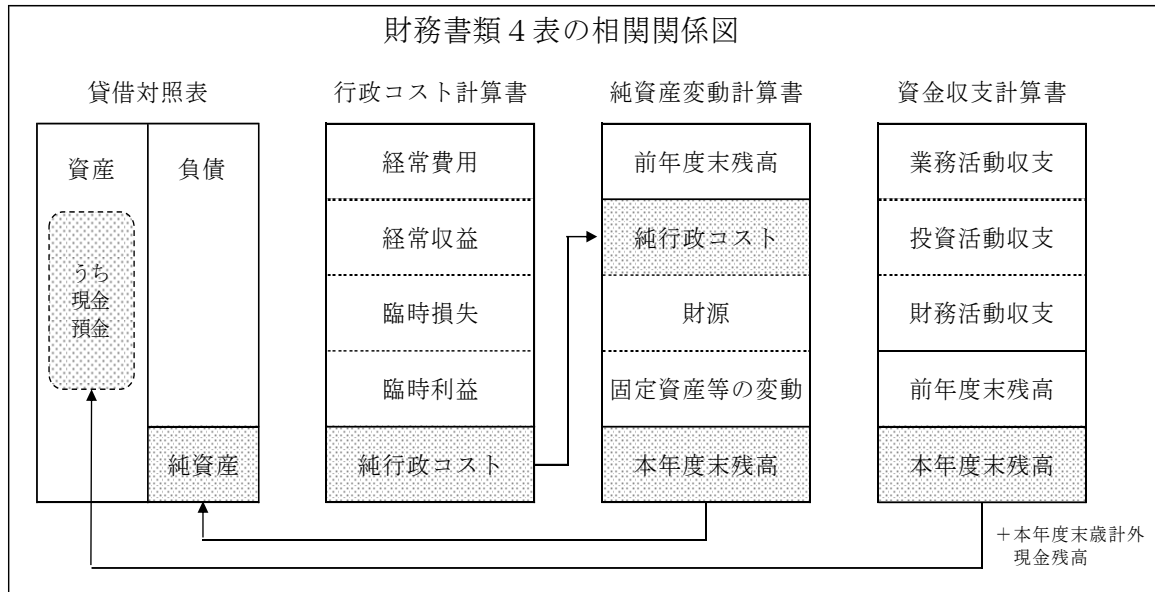 財務書類４表の相関関係図
貸借対照表
資産
負債
うち
現金
預金
純資産
行政コスト計算書
経常費用
経常収益
臨時損失
臨時利益
純行政コスト
純資産変動計算書
前年度末残高
純行政コスト
財源
固定資産等の変動
本年度末残高
資金収支計算書
業務活動収支
投資活動収支
財務活動収支
前年度末残高
本年度末残高
＋本年度末歳計外
現金残高